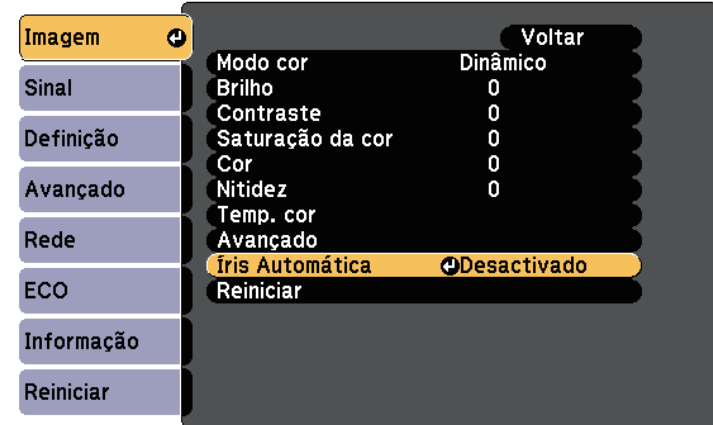 Imagem
Sinal
Definição
Avançado
Rede
ECO
Informação
Reiniciar
Voltar
Modo cor Dinâmico
Brilho 0
Contraste 0
Saturação da cor 0
Cor 0
Nitidez 0
Temp. cor
Avançado
Íris Automática Desactivado
Reiniciar